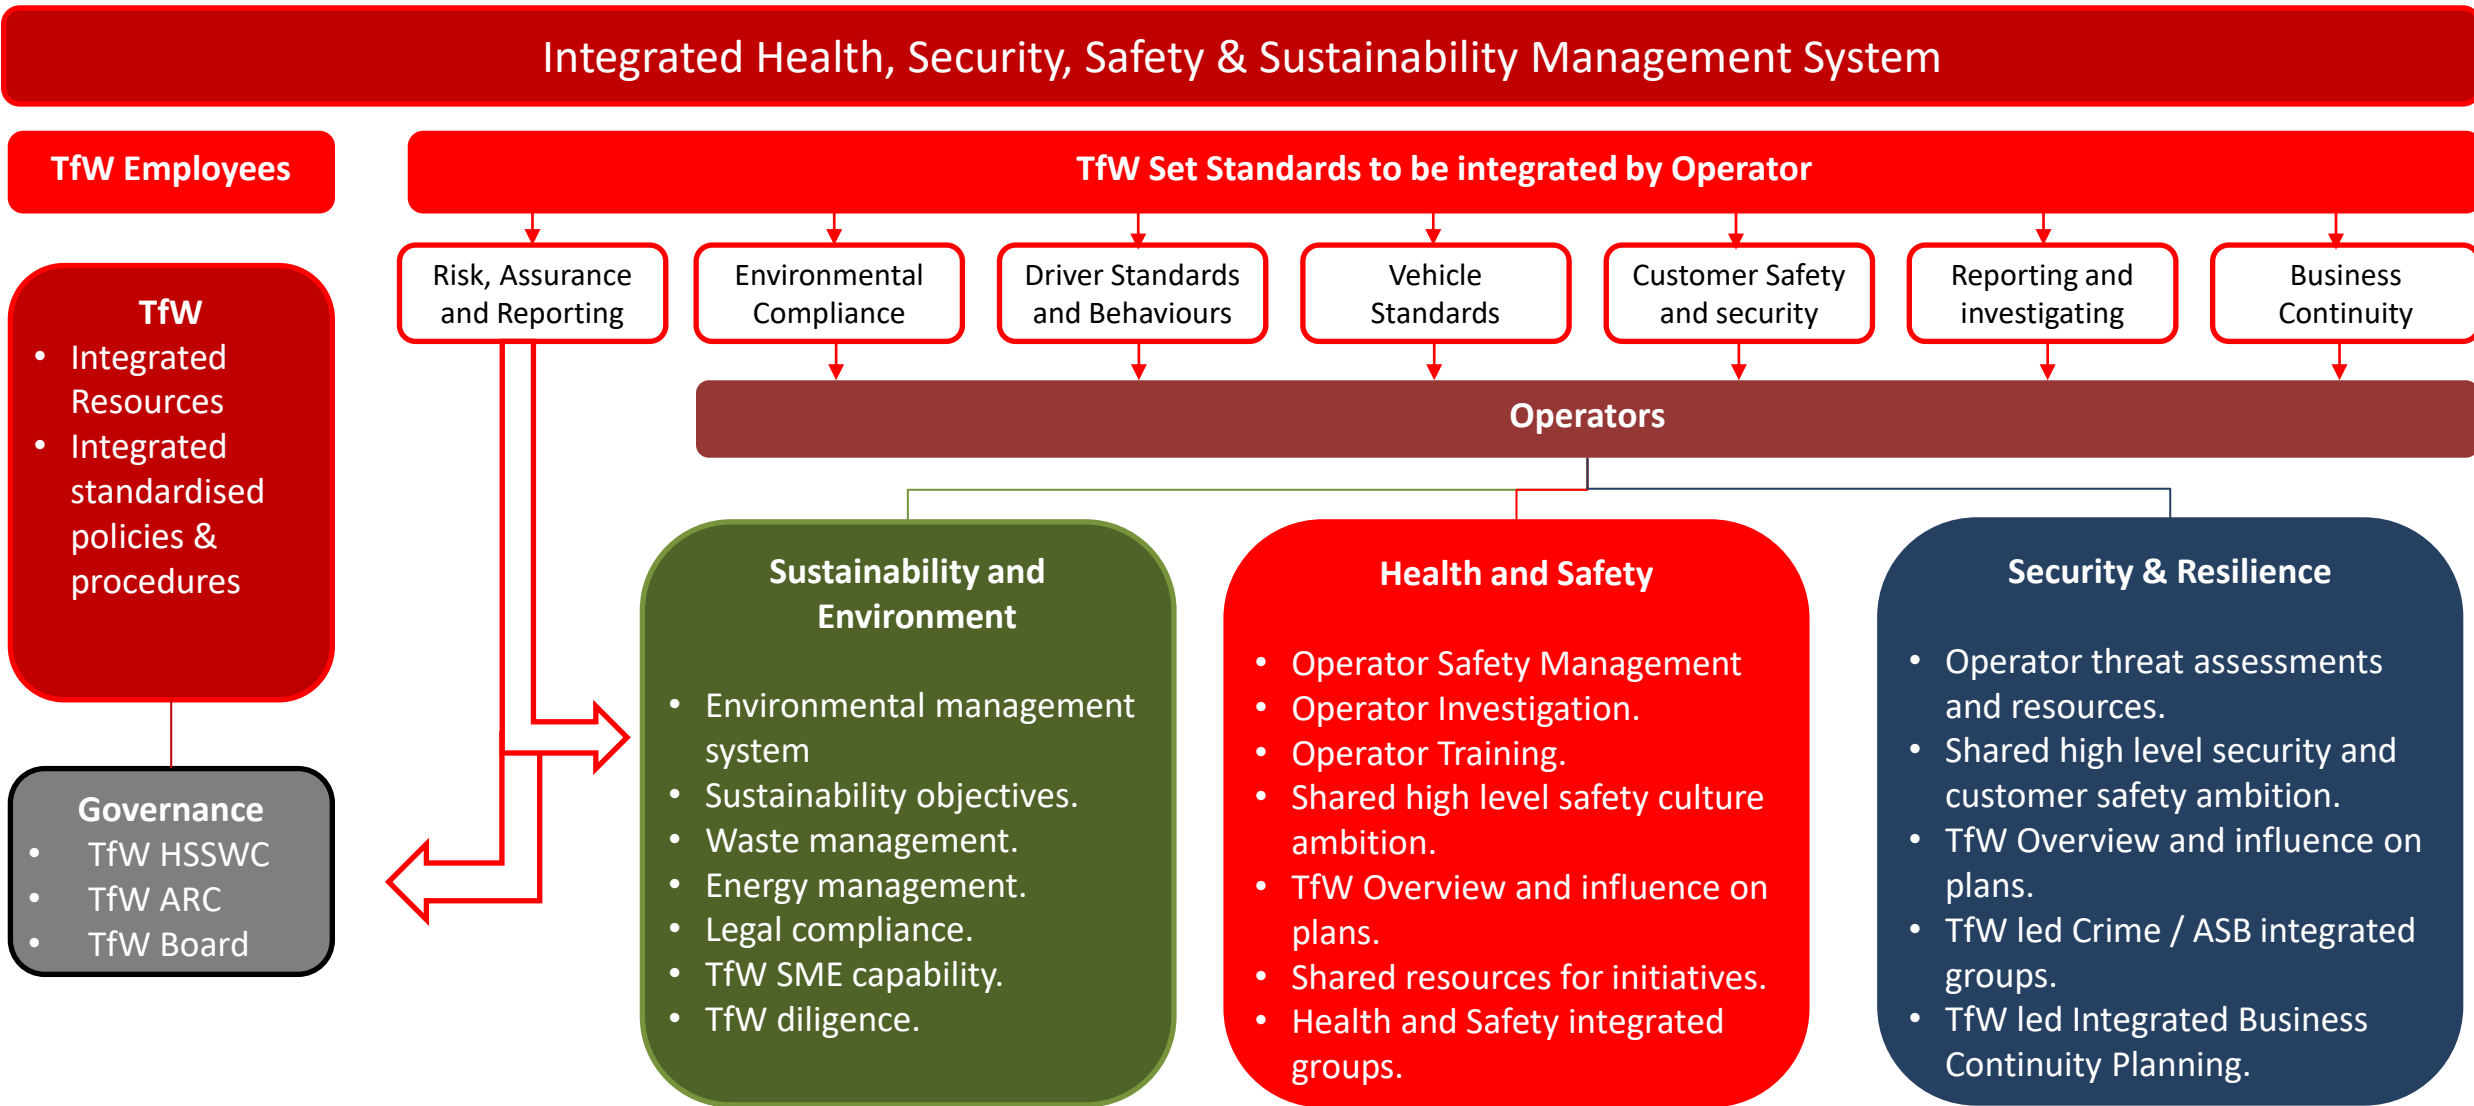 Integrated Health, Security, Safety & Sustainability Management System
TfW Employees
TfW Set Standards to be integrated by Operator
TfW
• Integrated
Resources
• Integrated
standardised
policies &
procedures
Governance
• TfW HSSWC
• TfW ARC
• TfW Board
Risk, Assurance
and Reporting
Environmental
Compliance
Driver Standards
and Behaviours
Vehicle
Standards
Customer Safety
and security
Reporting and
investigating
Business
Continuity
Operators
Sustainability and
Environment
• Environmental management
system
• Sustainability objectives.
• Waste management.
• Energy management.
• Legal compliance.
• TfW SME capability.
• TfW diligence.
Health and Safety
• Operator Safety Management
• Operator Investigation.
• Operator Training.
• Shared high level safety culture
ambition.
• TfW Overview and influence on
plans.
• Shared resources for initiatives.
• Health and Safety integrated
groups.
Security & Resilience
• Operator threat assessments
and resources.
• Shared high level security and
customer safety ambition.
• TfW Overview and influence on
plans.
• TfW led Crime / ASB integrated
groups.
• TfW led Integrated Business
Continuity Planning.